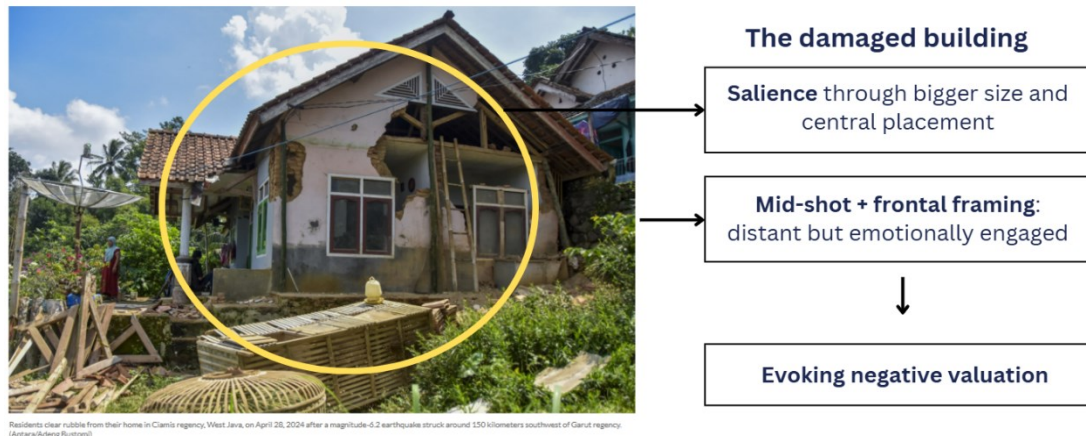 The damaged building
Salience through bigger size and
central placement
Mid-shot + frontal framing:
distant but emotionally engaged
Evoking negative valuation
Residents clear rubble from their home in Ciamis regency, West Java, on April 28, 2024 after a magnitude-6.2 earthquake struck around 150 kilometers southwest of Garut regency.
(Antara/Adeng Bustomi)